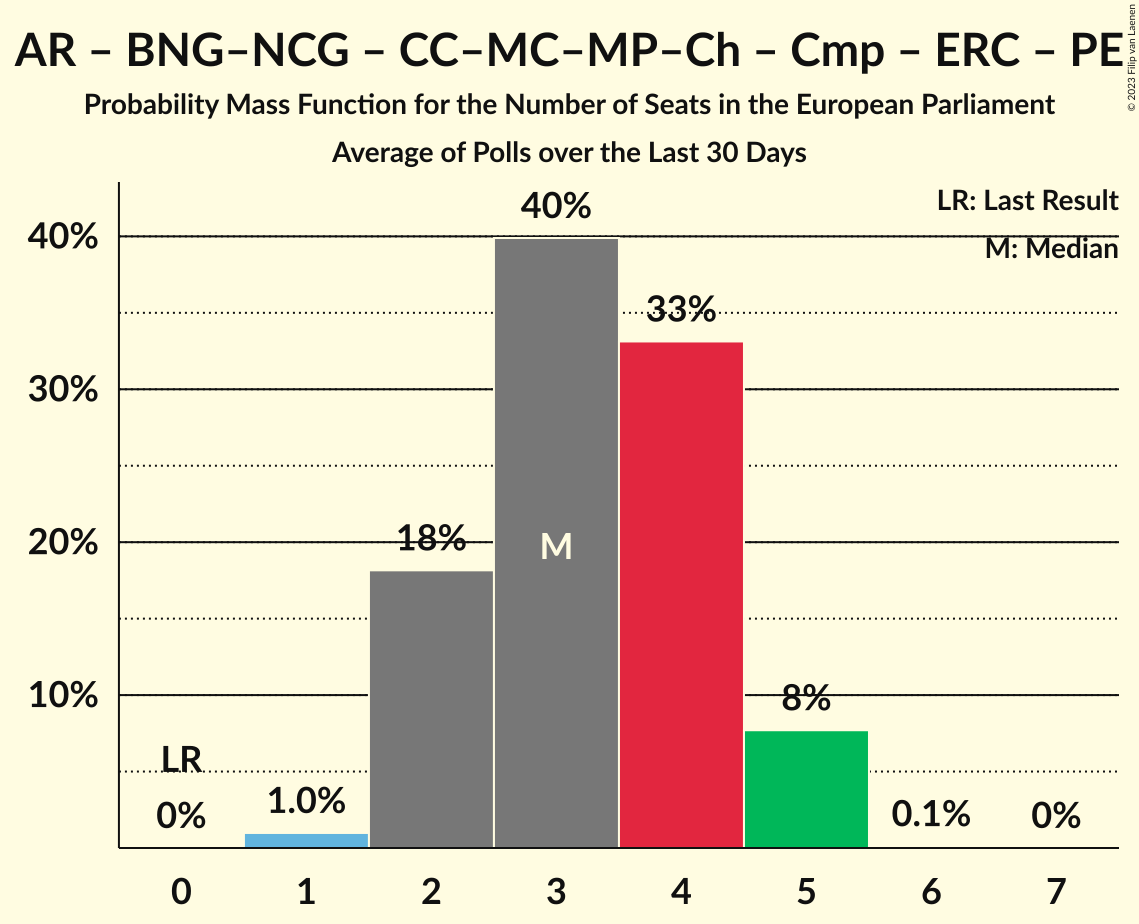 AR – BNG–NCG – CC–MC–MP–Ch – Cmp – ERC – PE
Probability Mass Function for the Number of Seats in the European Parliament
Average of Polls over the Last 30 Days
© 2023 Filip van Laenen
LR: Last Result
M: Median
40%
30%
20%
10%
LR
0%
1.0%
18%
40%
M
33%
8%
0.1%
0%
0 1 2 3 4 5 6 7